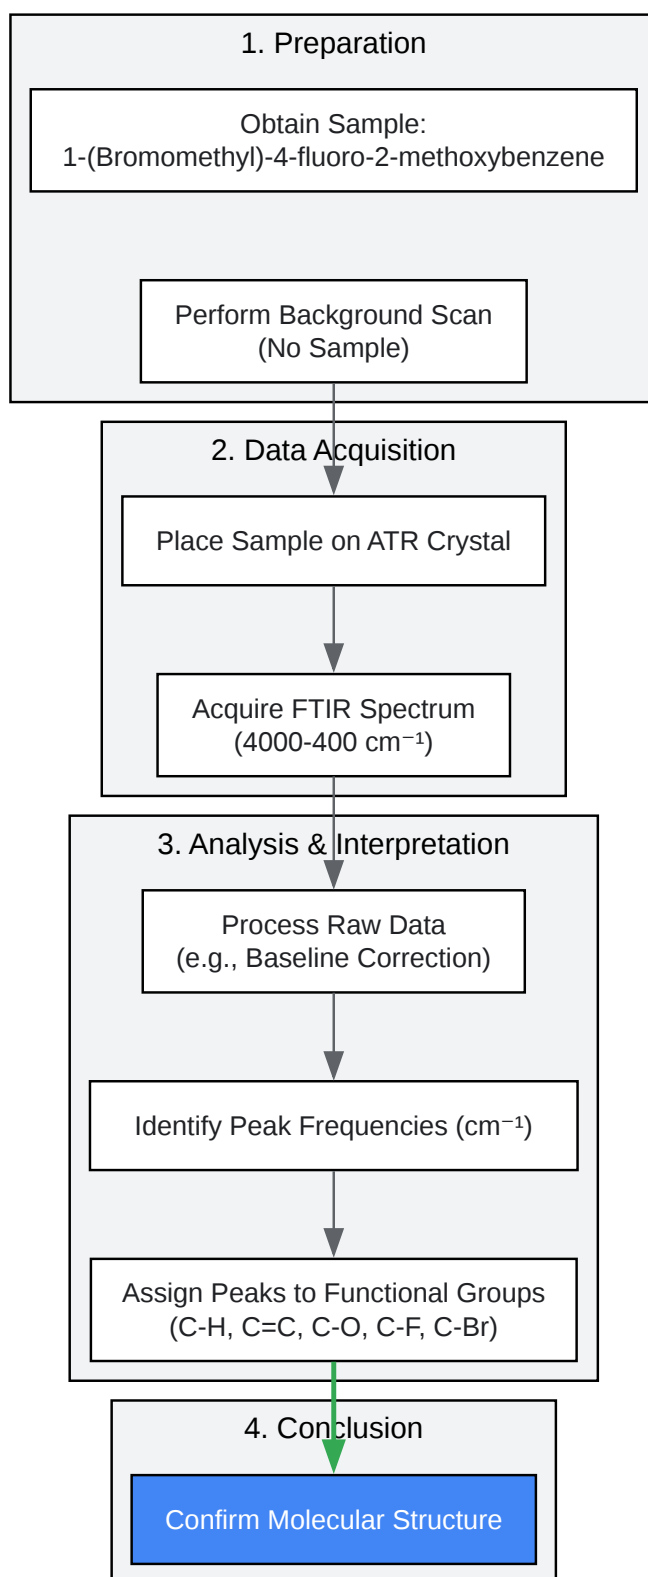 1. Preparation
Obtain Sample:
1-(Bromomethyl)-4-fluoro-2-methoxybenzene
Perform Background Scan
(No Sample)
2. Data Acquisition
Place Sample on ATR Crystal
Acquire FTIR Spectrum
(4000-400 cm⁻¹)
3. Analysis & Interpretation
Process Raw Data
(e.g., Baseline Correction)
Identify Peak Frequencies (cm⁻¹)
Assign Peaks to Functional Groups
(C-H, C=C, C-O, C-F, C-Br)
4. Conclusion
Confirm Molecular Structure